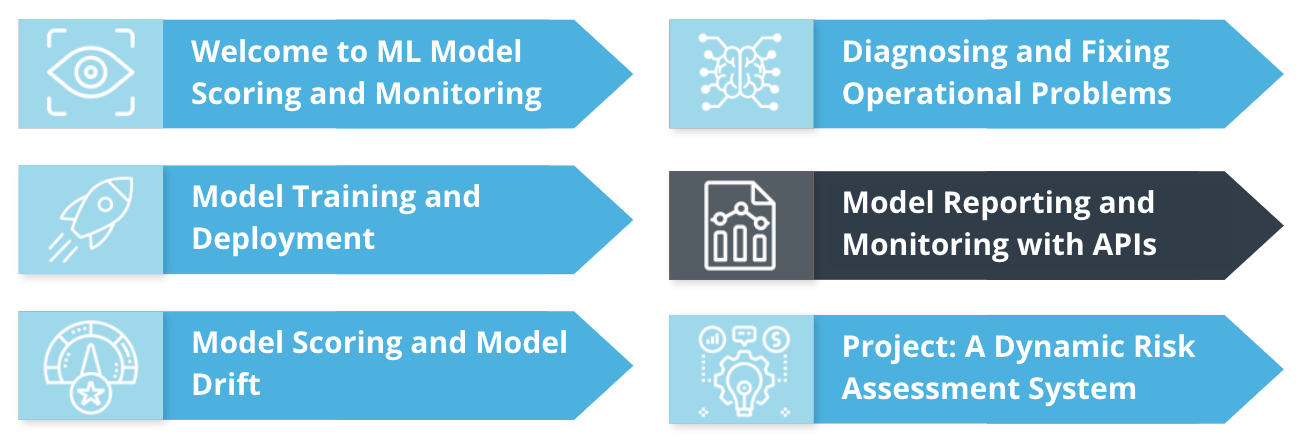 Welcome to ML Model
Scoring and Monitoring
Model Training and
Deployment
Model Scoring and Model
Drift
Diagnosing and Fixing
Operational Problems
Model Reporting and
Monitoring with APIs
Project: A Dynamic Risk
Assessment System